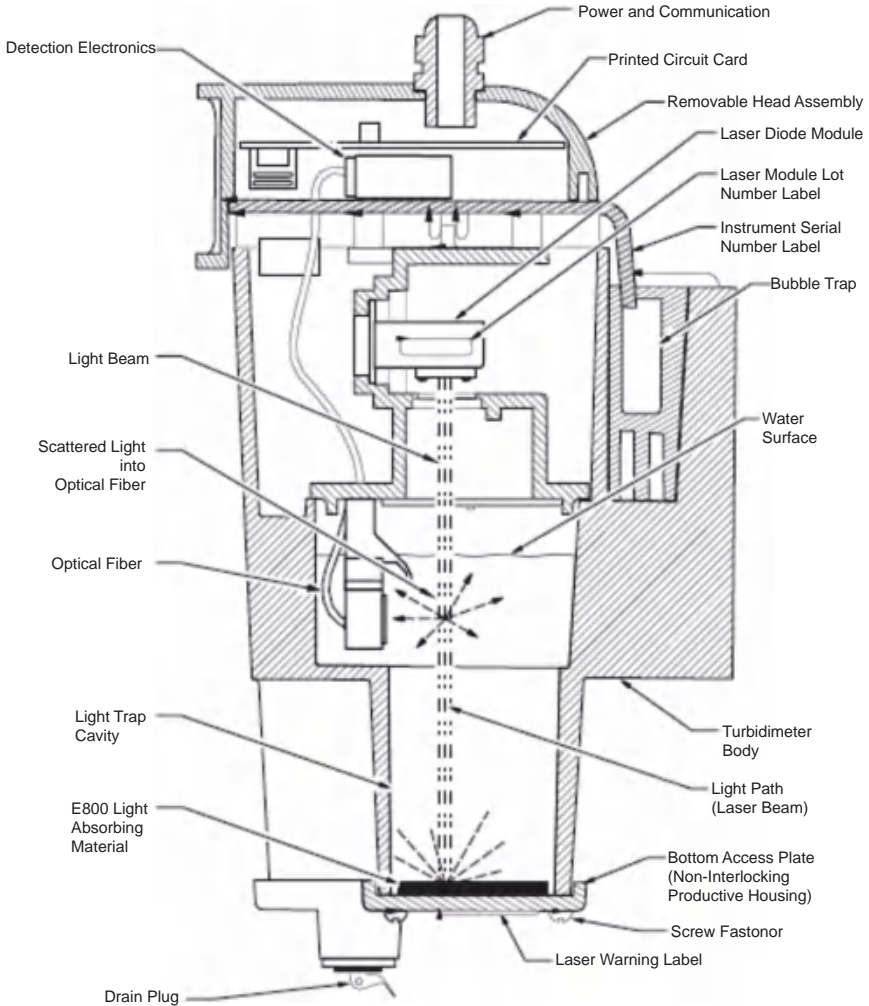 Power and Communication
Detection Electronics
Printed Circuit Card
Removable Head Assembly
Laser Diode Module
Laser Module Lot
Number Label
Instrument Serial
Number Label
Bubble Trap
Light Beam
Water
Surface
Scattered Light
into
Optical Fiber
Optical Fiber
Light Trap
Cavity
Turbidimeter
Body
Light Path
(Laser Beam)
E800 Light
Absorbing
Material
Bottom Access Plate
(Non-Interlocking
Productive Housing)
Screw Fastonor
Laser Warning Label
Drain Plug